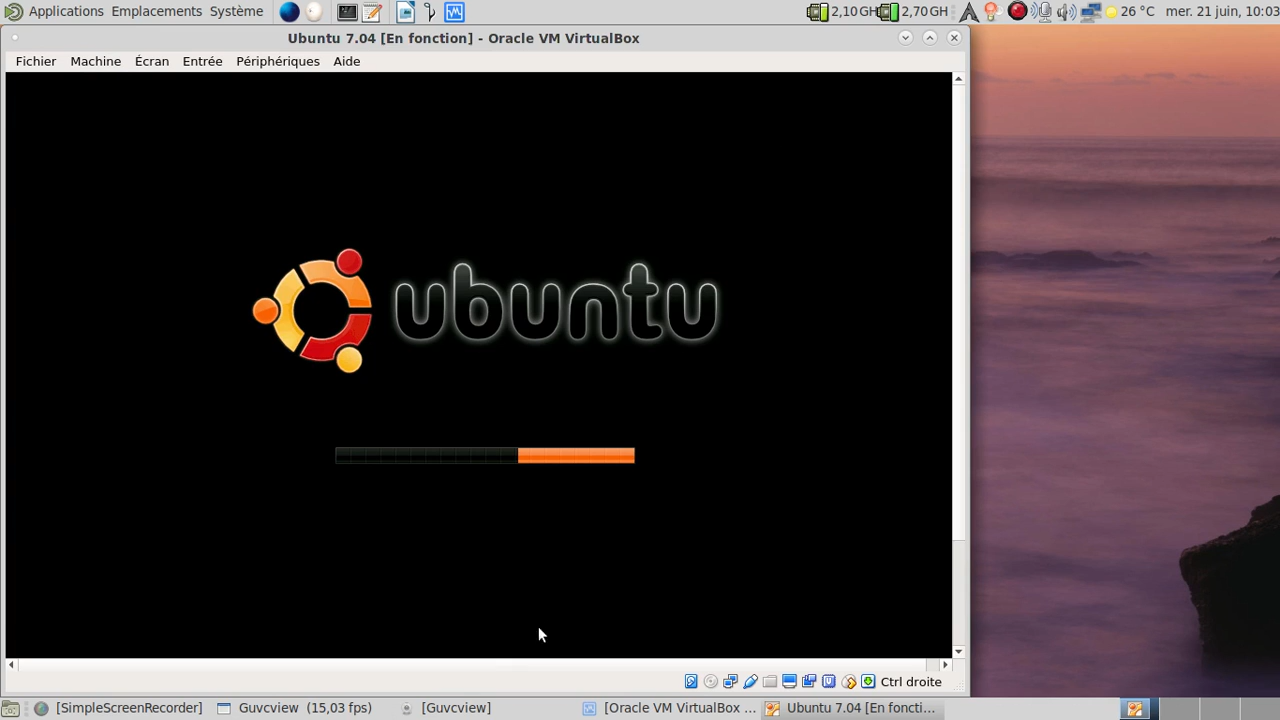 Applications Emplacements Système 2,10 GH 2,70 GH 26 °C mer. 21 juin, 10:03
Ubuntu 7.04 [En fonction] - Oracle VM VirtualBox
Fichier Machine Écran Entrée Périphériques Aide
ubuntu
Ctrl droite
[SimpleScreenRecorder] Guvcview (15,03 fps) [Guvcview] [Oracle VM VirtualBox ... Ubuntu 7.04 [En foncti...